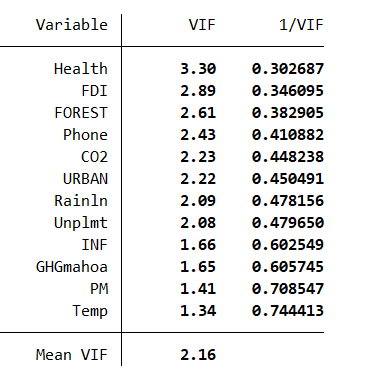 Variable VIF 1/VIF
Health 3.30 0.302687
FDI 2.89 0.346095
FOREST 2.61 0.382905
Phone 2.43 0.410882
CO2 2.23 0.448238
URBAN 2.22 0.450491
Rainln 2.09 0.478156
Unplmt 2.08 0.479650
INF 1.66 0.602549
GHGmahoa 1.65 0.605745
PM 1.41 0.708547
Temp 1.34 0.744413
Mean VIF 2.16